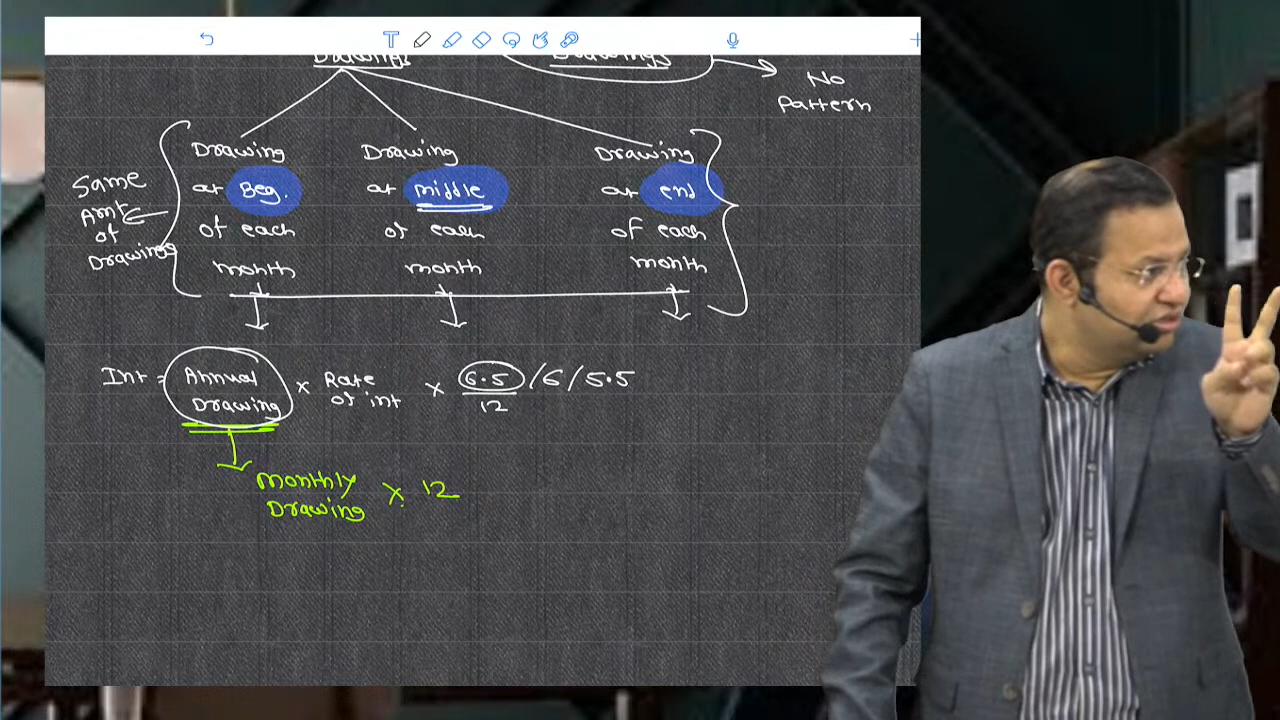 Drawings
Drawings
No
Pattern
Drawing
at Beg.
of each
month
Drawing
at middle
of each
month
Drawing
at end
of each
month
Same
Amt
of
Drawings
Int = Annual Drawing × Rate of int × 6.5/12 / 6 / 5.5
Monthly
Drawing × 12